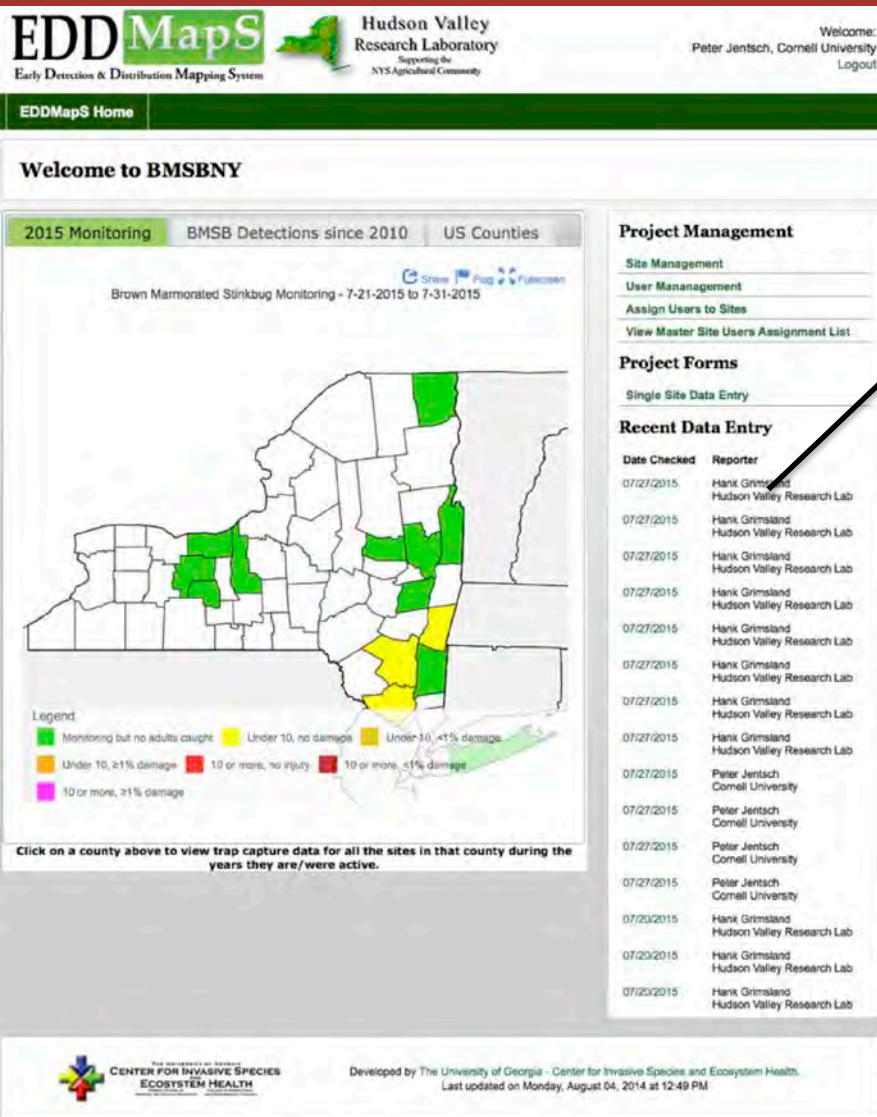 EDDMapS
Early Detection & Distribution Mapping System
Hudson Valley
Research Laboratory
Supporting the
NYS Agricultural Community
Welcome:
Peter Jentsch, Cornell University
Logout
EDDMapS Home
Welcome to BMSBNY
2015 Monitoring
BMSB Detections since 2010
US Counties
Share Flag Fullscreen
Brown Marmorated Stinkbug Monitoring - 7-21-2015 to 7-31-2015
Legend
Monitoring but no adults caught
Under 10, no damage
Under 10, <1% damage
Under 10, ≥1% damage
10 or more, no injury
10 or more, <1% damage
10 or more, ≥1% damage
Click on a county above to view trap capture data for all the sites in that county during the
years they are/were active.
Project Management
Site Management
User Mananagement
Assign Users to Sites
View Master Site Users Assignment List
Project Forms
Single Site Data Entry
Recent Data Entry
Date Checked Reporter
07/27/2015 Hank Grimsland
Hudson Valley Research Lab
07/27/2015 Hank Grimsland
Hudson Valley Research Lab
07/27/2015 Hank Grimsland
Hudson Valley Research Lab
07/27/2015 Hank Grimsland
Hudson Valley Research Lab
07/27/2015 Hank Grimsland
Hudson Valley Research Lab
07/27/2015 Hank Grimsland
Hudson Valley Research Lab
07/27/2015 Hank Grimsland
Hudson Valley Research Lab
07/27/2015 Hank Grimsland
Hudson Valley Research Lab
07/27/2015 Peter Jentsch
Cornell University
07/27/2015 Peter Jentsch
Cornell University
07/27/2015 Peter Jentsch
Cornell University
07/27/2015 Peter Jentsch
Cornell University
07/20/2015 Hank Grimsland
Hudson Valley Research Lab
07/20/2015 Hank Grimsland
Hudson Valley Research Lab
07/20/2015 Hank Grimsland
Hudson Valley Research Lab
The University of Georgia
Center for Invasive Species
Ecosystem Health
Developed by The University of Georgia - Center for Invasive Species and Ecosystem Health.
Last updated on Monday, August 04, 2014 at 12:49 PM